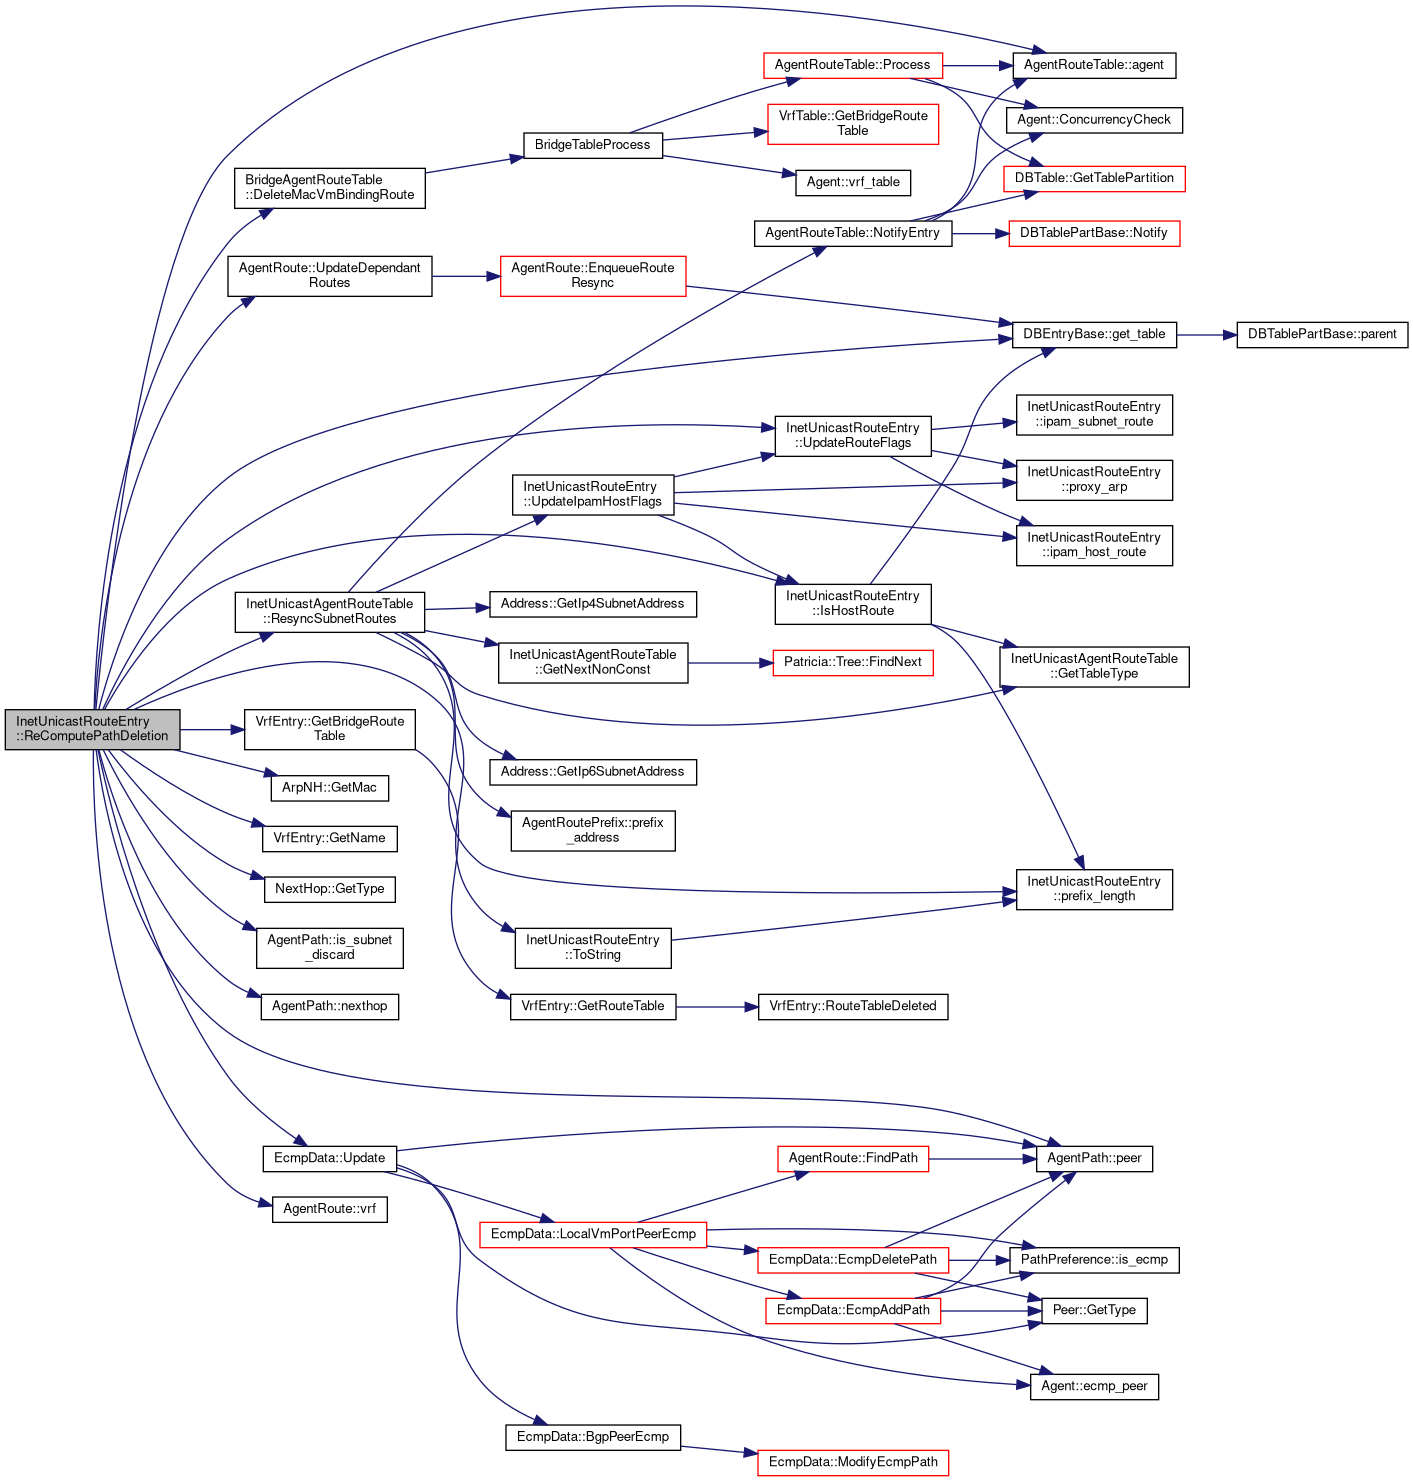 AgentRouteTable::Process
AgentRouteTable::agent
Agent::ConcurrencyCheck
VrfTable::GetBridgeRoute
Table
BridgeTableProcess
BridgeAgentRouteTable
::DeleteMacVmBindingRoute
Agent::vrf_table
DBTable::GetTablePartition
AgentRouteTable::NotifyEntry
DBTablePartBase::Notify
AgentRoute::UpdateDependant
Routes
AgentRoute::EnqueueRoute
Resync
DBEntryBase::get_table
DBTablePartBase::parent
InetUnicastRouteEntry
::ipam_subnet_route
InetUnicastRouteEntry
::UpdateRouteFlags
InetUnicastRouteEntry
::proxy_arp
InetUnicastRouteEntry
::UpdateIpamHostFlags
InetUnicastRouteEntry
::ipam_host_route
InetUnicastAgentRouteTable
::ResyncSubnetRoutes
Address::GetIp4SubnetAddress
InetUnicastRouteEntry
::IsHostRoute
InetUnicastAgentRouteTable
::GetNextNonConst
Patricia::Tree::FindNext
InetUnicastAgentRouteTable
::GetTableType
InetUnicastRouteEntry
::ReComputePathDeletion
VrfEntry::GetBridgeRoute
Table
Address::GetIp6SubnetAddress
ArpNH::GetMac
AgentRoutePrefix::prefix
_address
VrfEntry::GetName
NextHop::GetType
InetUnicastRouteEntry
::prefix_length
AgentPath::is_subnet
_discard
InetUnicastRouteEntry
::ToString
AgentPath::nexthop
VrfEntry::GetRouteTable
VrfEntry::RouteTableDeleted
EcmpData::Update
AgentRoute::FindPath
AgentPath::peer
AgentRoute::vrf
EcmpData::LocalVmPortPeerEcmp
EcmpData::EcmpDeletePath
PathPreference::is_ecmp
EcmpData::EcmpAddPath
Peer::GetType
Agent::ecmp_peer
EcmpData::BgpPeerEcmp
EcmpData::ModifyEcmpPath